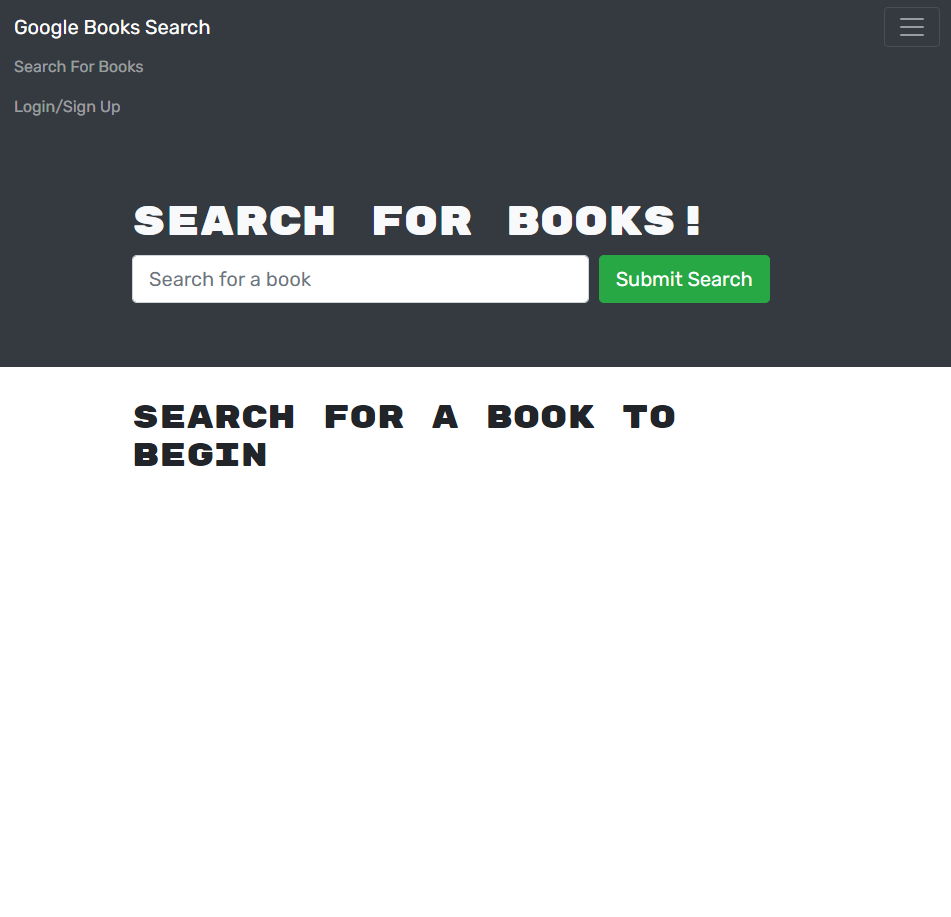 Google Books Search
Search For Books
Login/Sign Up
SEARCH FOR BOOKS!
Search for a book
Submit Search
SEARCH FOR A BOOK TO
BEGIN